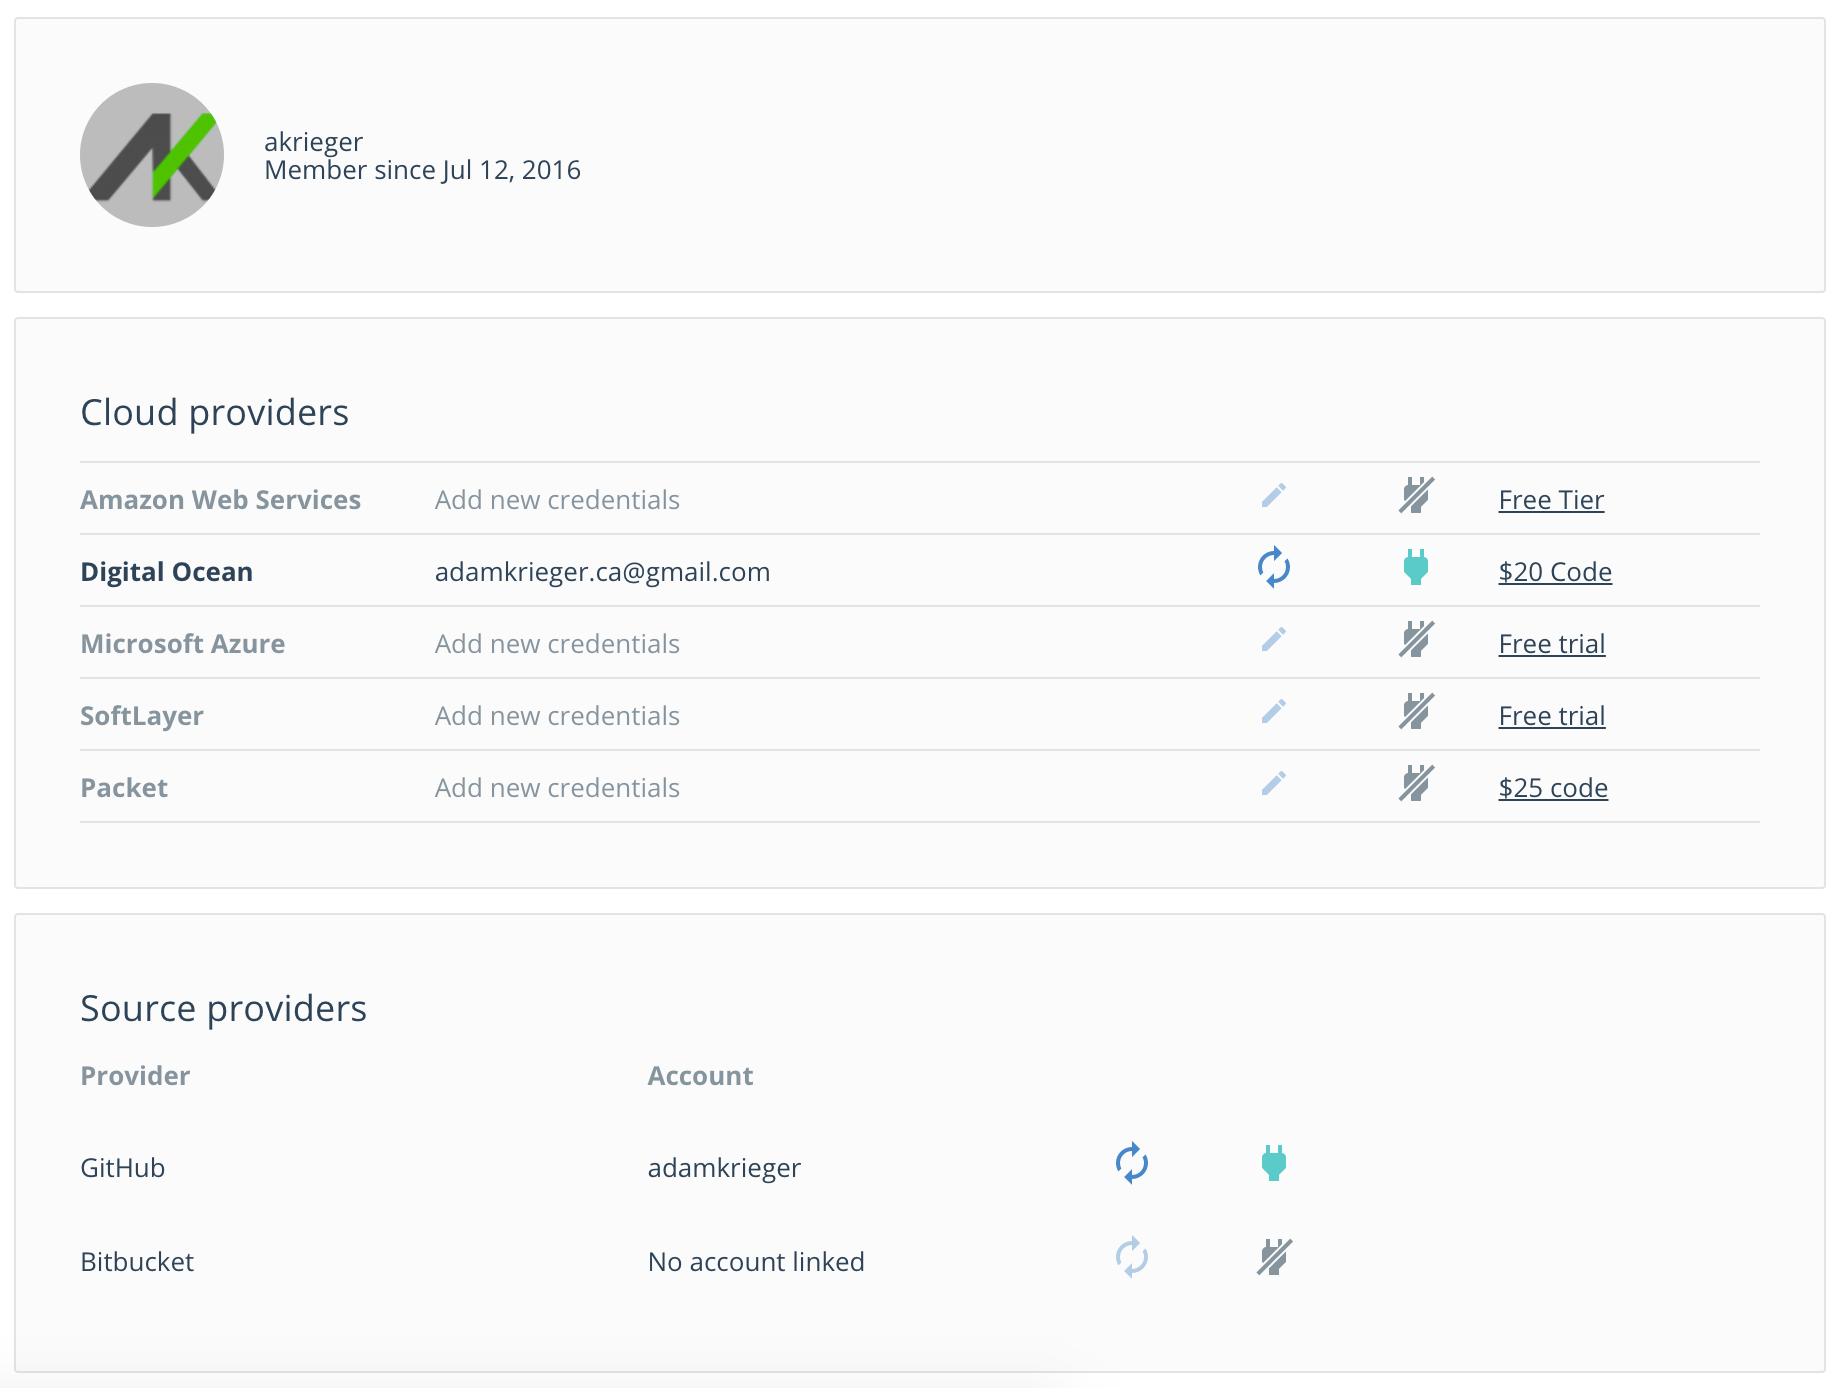 akrieger
Member since Jul 12, 2016
Cloud providers
Amazon Web Services Add new credentials Free Tier
Digital Ocean adamkrieger.ca@gmail.com $20 Code
Microsoft Azure Add new credentials Free trial
SoftLayer Add new credentials Free trial
Packet Add new credentials $25 code
Source providers
Provider Account
GitHub adamkrieger
Bitbucket No account linked